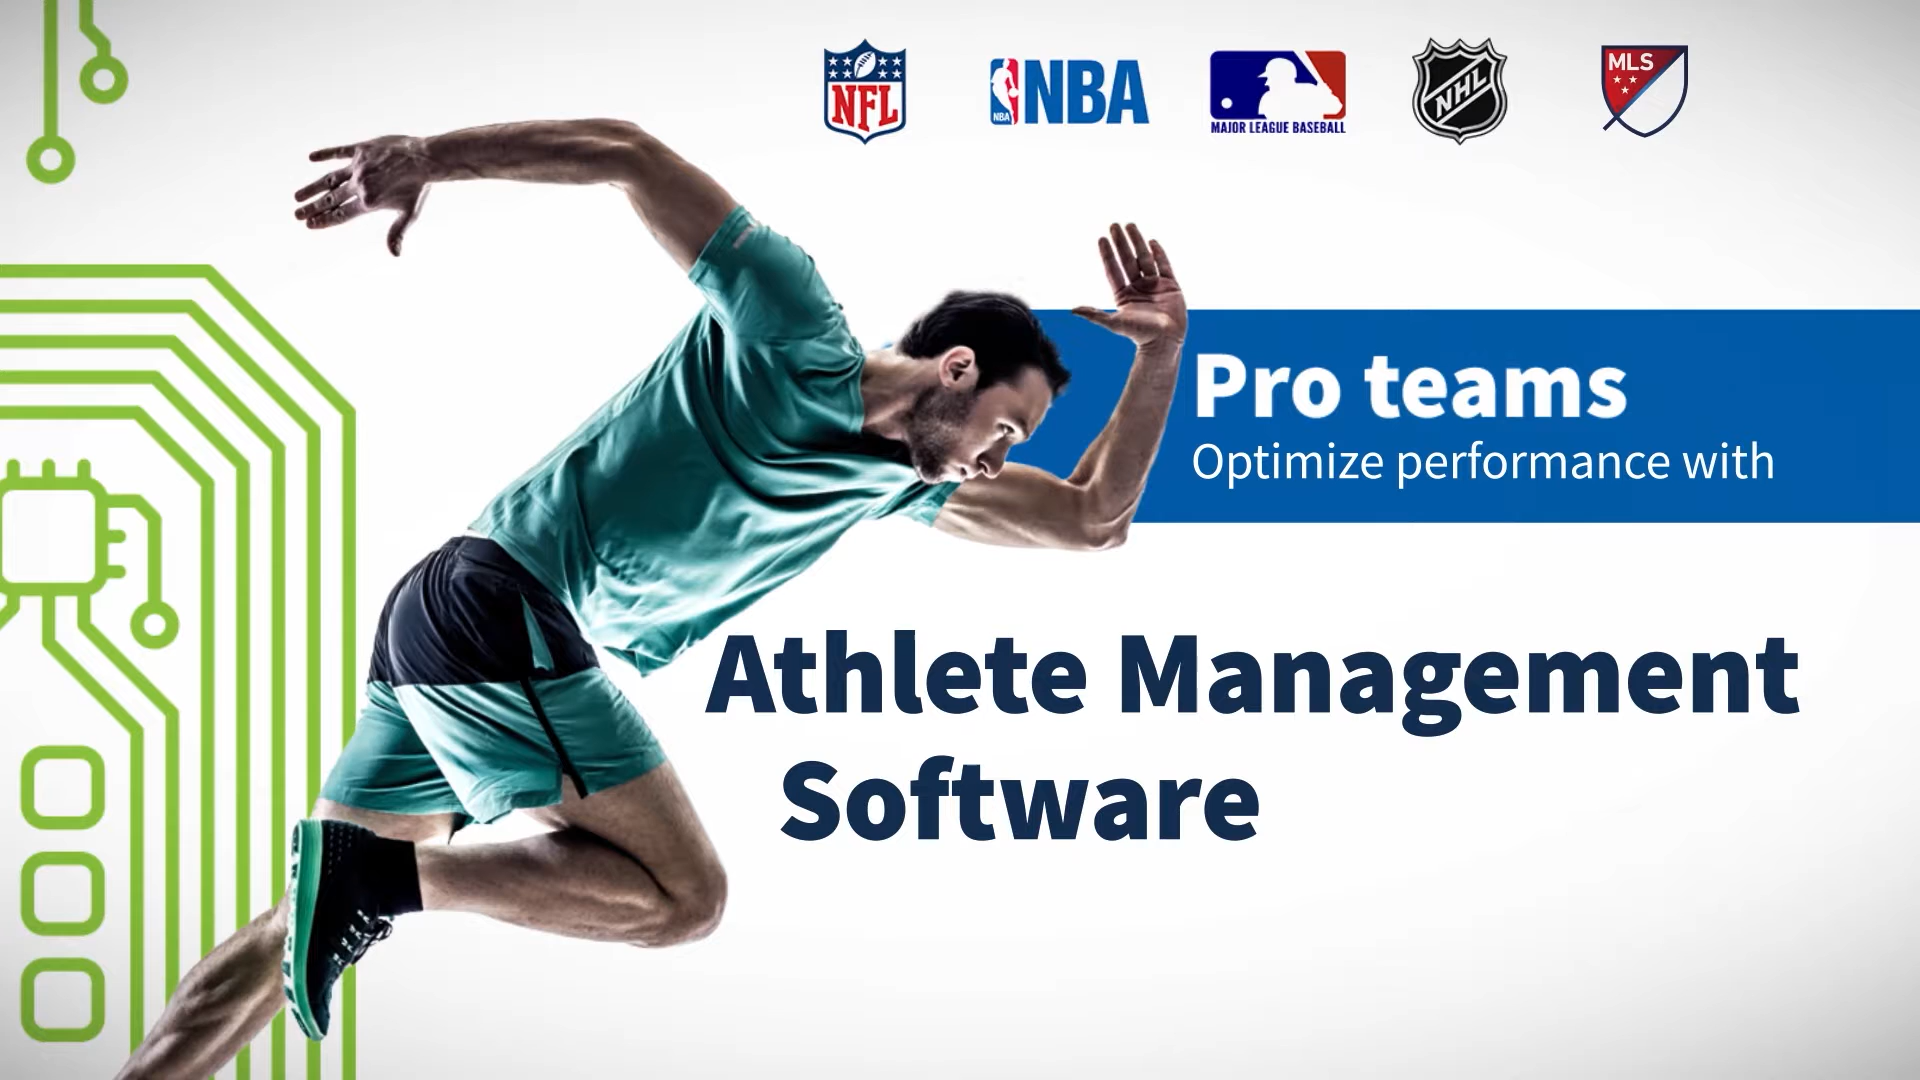 NFL
NBA
NBA
MAJOR LEAGUE BASEBALL
NHL
MLS
Pro teams
Optimize performance with
Athlete Management
Software